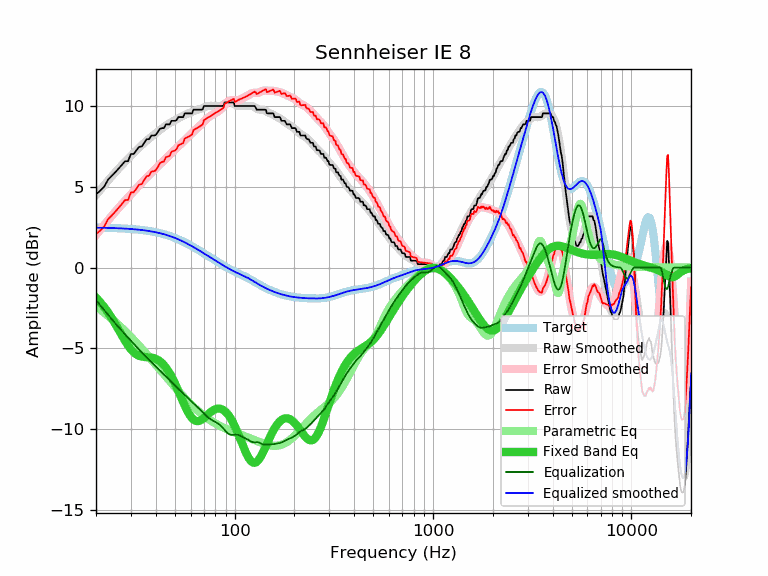 Sennheiser IE 8
Amplitude (dBr)
10
5
0
−5
−10
−15
100
1000
10000
Frequency (Hz)
Target
Raw Smoothed
Error Smoothed
Raw
Error
Parametric Eq
Fixed Band Eq
Equalization
Equalized smoothed